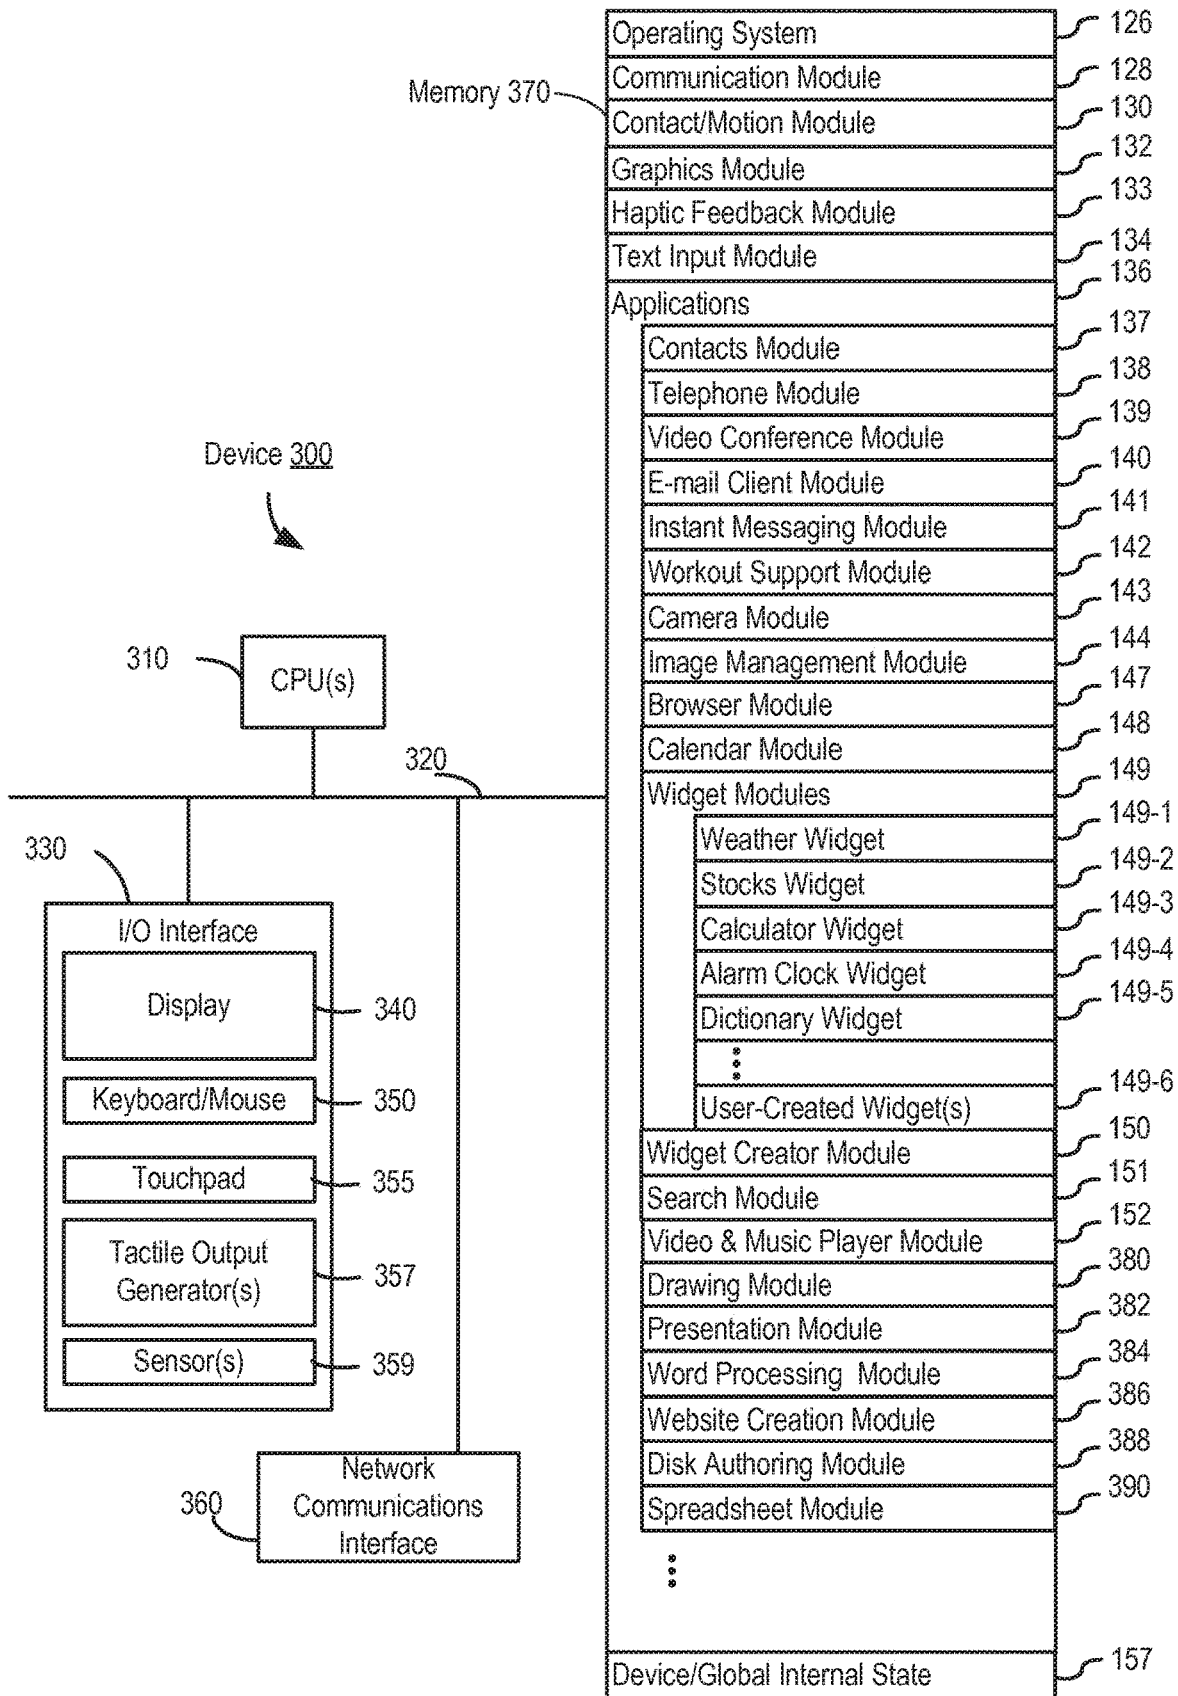 Operating System 126
Communication Module 128
Memory 370
Contact/Motion Module 130
Graphics Module 132
Haptic Feedback Module 133
Text Input Module 134
Applications 136
Contacts Module 137
Telephone Module 138
Video Conference Module 139
E-mail Client Module 140
Instant Messaging Module 141
Workout Support Module 142
Camera Module 143
Image Management Module 144
Browser Module 147
Calendar Module 148
Widget Modules 149
Weather Widget 149-1
Stocks Widget 149-2
Calculator Widget 149-3
Alarm Clock Widget 149-4
Dictionary Widget 149-5
User-Created Widget(s) 149-6
Widget Creator Module 150
Search Module 151
Video & Music Player Module 152
Drawing Module 380
Presentation Module 382
Word Processing Module 384
Website Creation Module 386
Disk Authoring Module 388
Spreadsheet Module 390
Device/Global Internal State 157
Device 300
310
CPU(s)
320
330
I/O Interface
Display 340
Keyboard/Mouse 350
Touchpad 355
Tactile Output
Generator(s) 357
Sensor(s) 359
360
Network
Communications
Interface